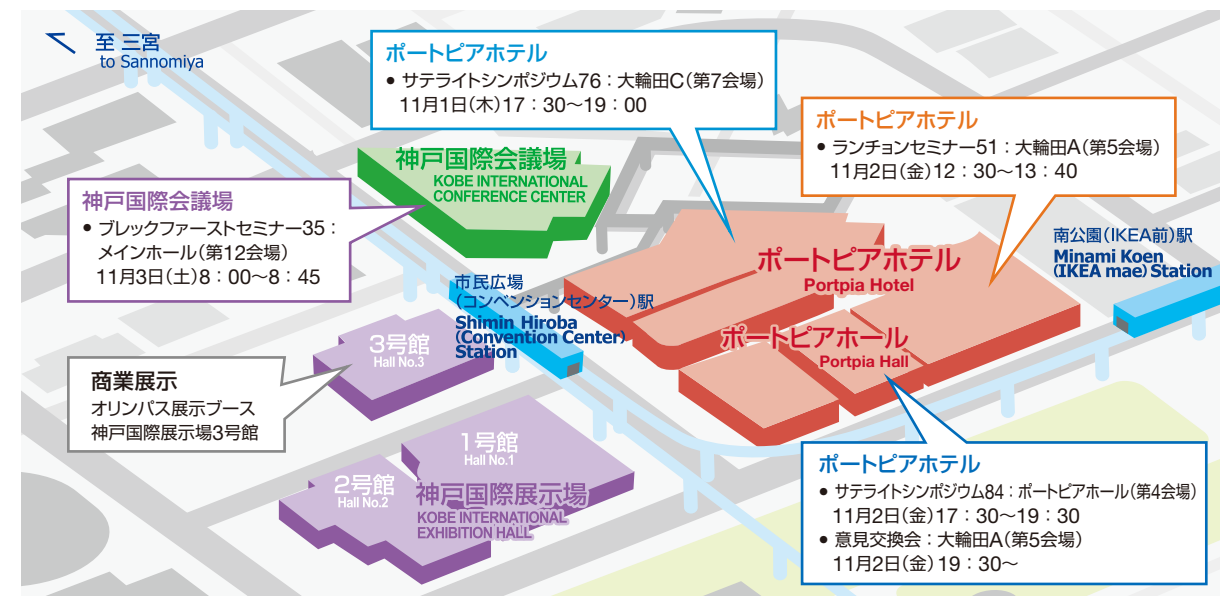 至 三宮
to Sannomiya
ポートピアホテル
● サテライトシンポジウム76：大輪田C（第7会場）
11月1日（木）17：30～19：00
ポートピアホテル
● ランチョンセミナー51：大輪田A（第5会場）
11月2日（金）12：30～13：40
神戸国際会議場
KOBE INTERNATIONAL
CONFERENCE CENTER
神戸国際会議場
● ブレックファーストセミナー35：
メインホール（第12会場）
11月3日（土）8：00～8：45
南公園（IKEA前）駅
Minami Koen
(IKEA mae) Station
ポートピアホテル
Portpia Hotel
市民広場
（コンベンションセンター）駅
Shimin Hiroba
(Convention Center)
Station
ポートピアホール
Portpia Hall
3号館
Hall No.3
商業展示
オリンパス展示ブース
神戸国際展示場3号館
1号館
Hall No.1
2号館
Hall No.2
神戸国際展示場
KOBE INTERNATIONAL
EXHIBITION HALL
ポートピアホテル
● サテライトシンポジウム84：ポートピアホール（第4会場）
11月2日（金）17：30～19：30
● 意見交換会：大輪田A（第5会場）
11月2日（金）19：30～